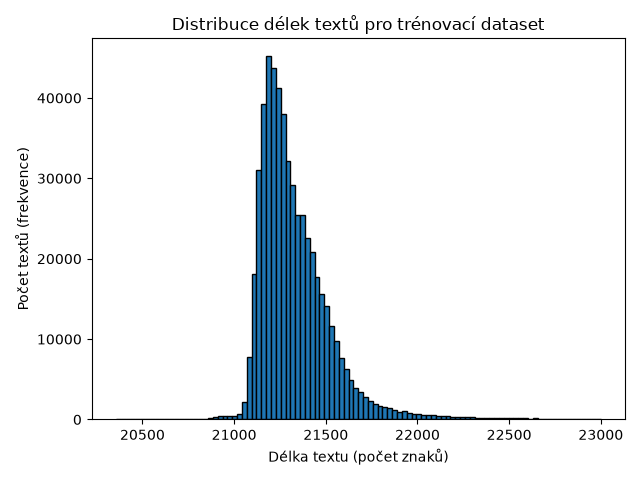 Distribuce délek textů pro trénovací dataset
Počet textů (frekvence)
40000
30000
20000
10000
0
20500 21000 21500 22000 22500 23000
Délka textu (počet znaků)